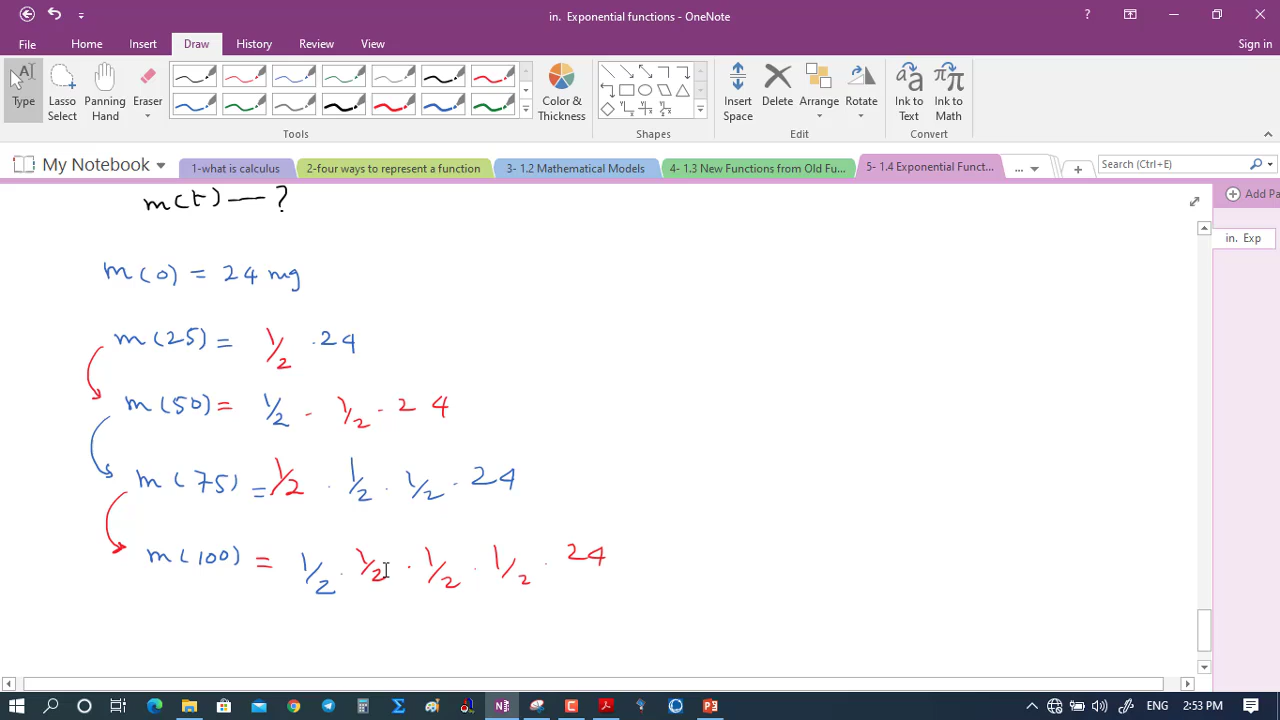 in. Exponential functions - OneNote
File Home Insert Draw History Review View Sign in
Type
Lasso Select
Panning Hand
Eraser
Color & Thickness
Insert Space
Delete
Arrange
Rotate
Ink to Text
Ink to Math
Tools Shapes Edit Convert
My Notebook 1-what is calculus 2-four ways to represent a function 3- 1.2 Mathematical Models 4- 1.3 New Functions from Old Fu... 5- 1.4 Exponential Funct... ... Search (Ctrl+E)
Add Pa
in. Exp
m(t) — ?
m(0) = 24 mg
m(25) = 1/2 · 24
m(50) = 1/2 · 1/2 · 24
m(75) = 1/2 · 1/2 · 1/2 · 24
m(100) = 1/2 · 1/2 · 1/2 · 1/2 · 24
ENG 2:53 PM